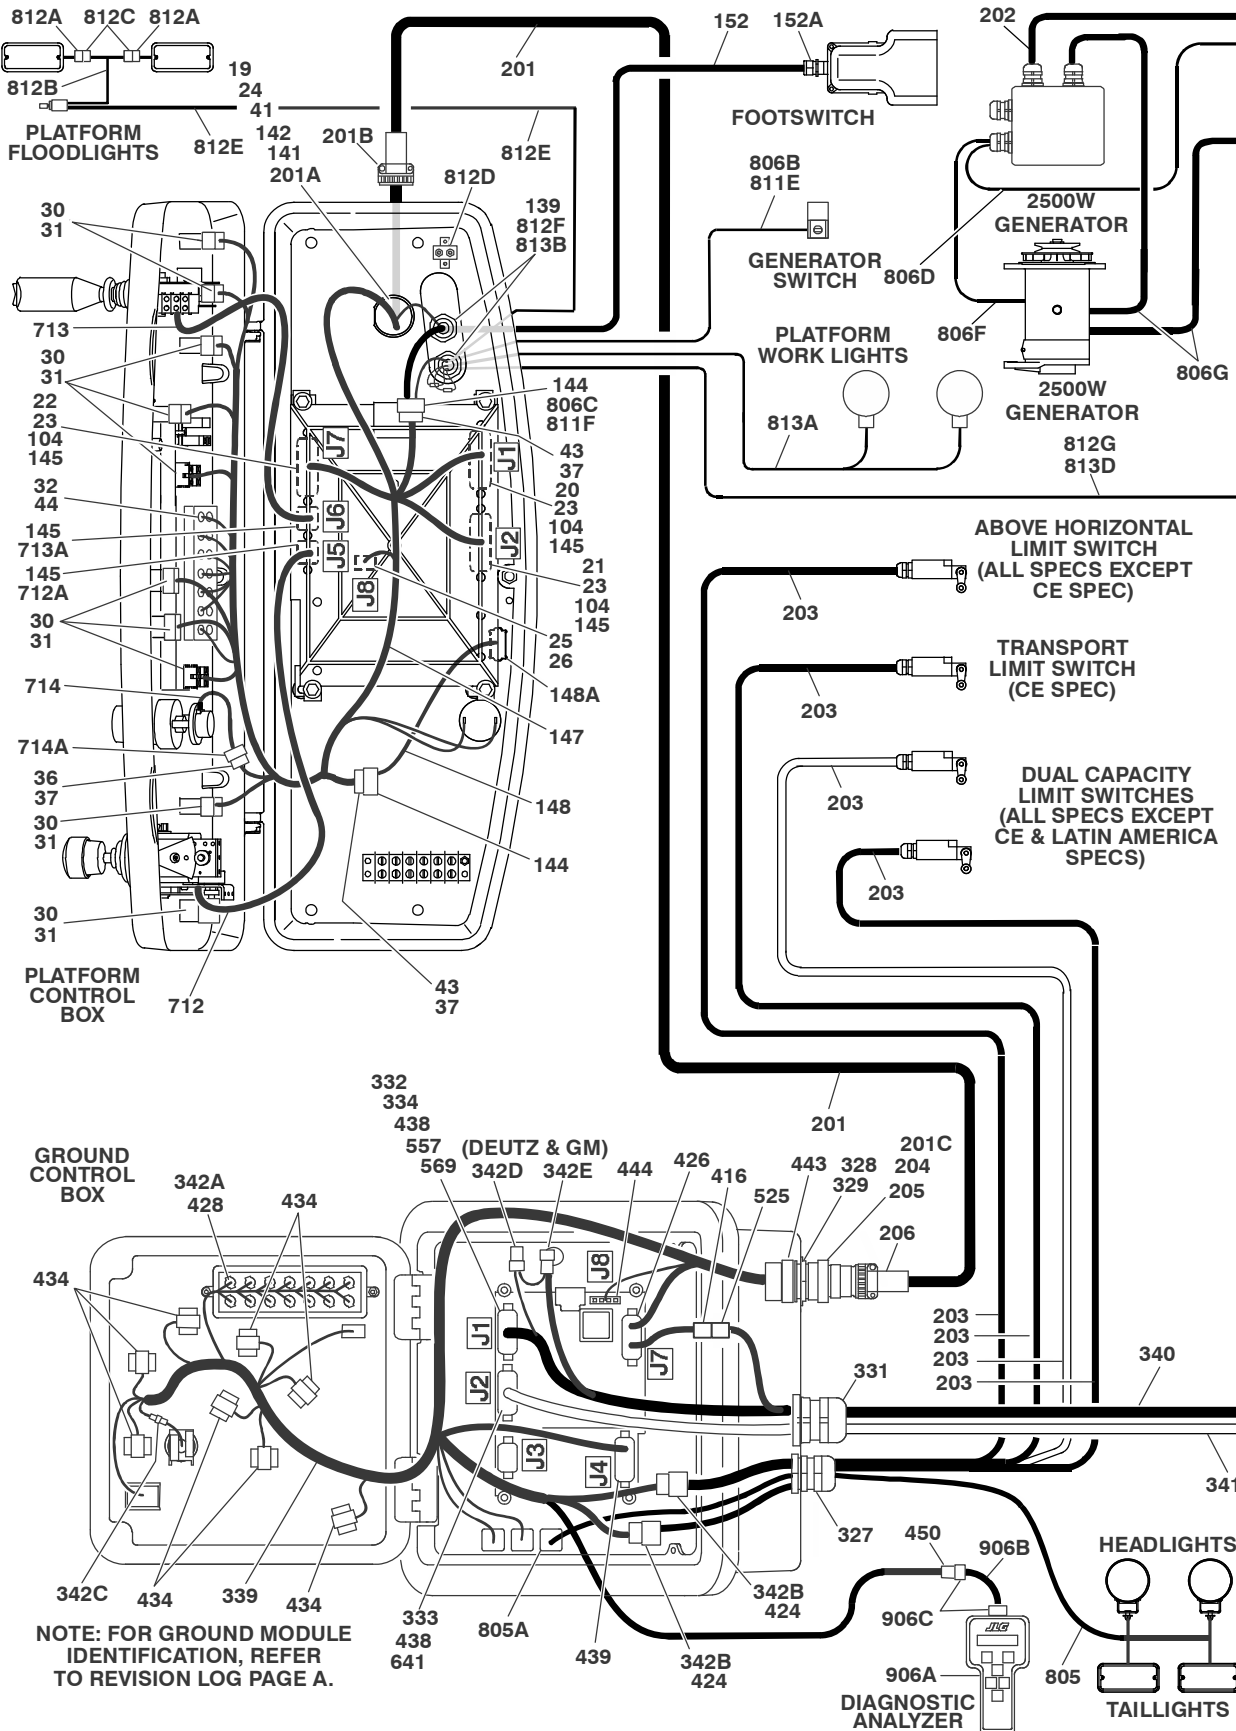 812A 812C 812A
812B
PLATFORM
FLOODLIGHTS
19
24
41
142
141
201A
812E
201B
812E
812D
201
152
152A
FOOTSWITCH
202
2500W
GENERATOR
806D
806F
806G
2500W
GENERATOR
806B
811E
GENERATOR
SWITCH
139
812F
813B
PLATFORM
WORK LIGHTS
813A
812G
813D
30
31
713
30
31
22
23
104
145
32
44
145
713A
145
712A
30
31
714
714A
36
37
30
31
30
31
PLATFORM
CONTROL
BOX
712
J7
J6
J5
J8
J1
J2
144
806C
811F
43
37
20
23
104
145
21
23
104
145
25
26
148A
147
148
144
43
37
ABOVE HORIZONTAL
LIMIT SWITCH
(ALL SPECS EXCEPT
CE SPEC)
203
TRANSPORT
LIMIT SWITCH
(CE SPEC)
203
DUAL CAPACITY
LIMIT SWITCHES
(ALL SPECS EXCEPT
CE & LATIN AMERICA
SPECS)
203
203
201
GROUND
CONTROL
BOX
342A
428
434
434
332
334
438
557
569
(DEUTZ & GM)
342D 342E
444
426
416
525
443
328
329
201C
204
205
206
J8
J1
J7
J2
J3
J4
203
203
203
203
331
340
341
327
342C
434
339
434
333
438
641
805A
439
342B
424
342B
424
450
906B
906C
906A
JLG
DIAGNOSTIC
ANALYZER
805
HEADLIGHTS
TAILLIGHTS
NOTE: FOR GROUND MODULE
IDENTIFICATION, REFER
TO REVISION LOG PAGE A.